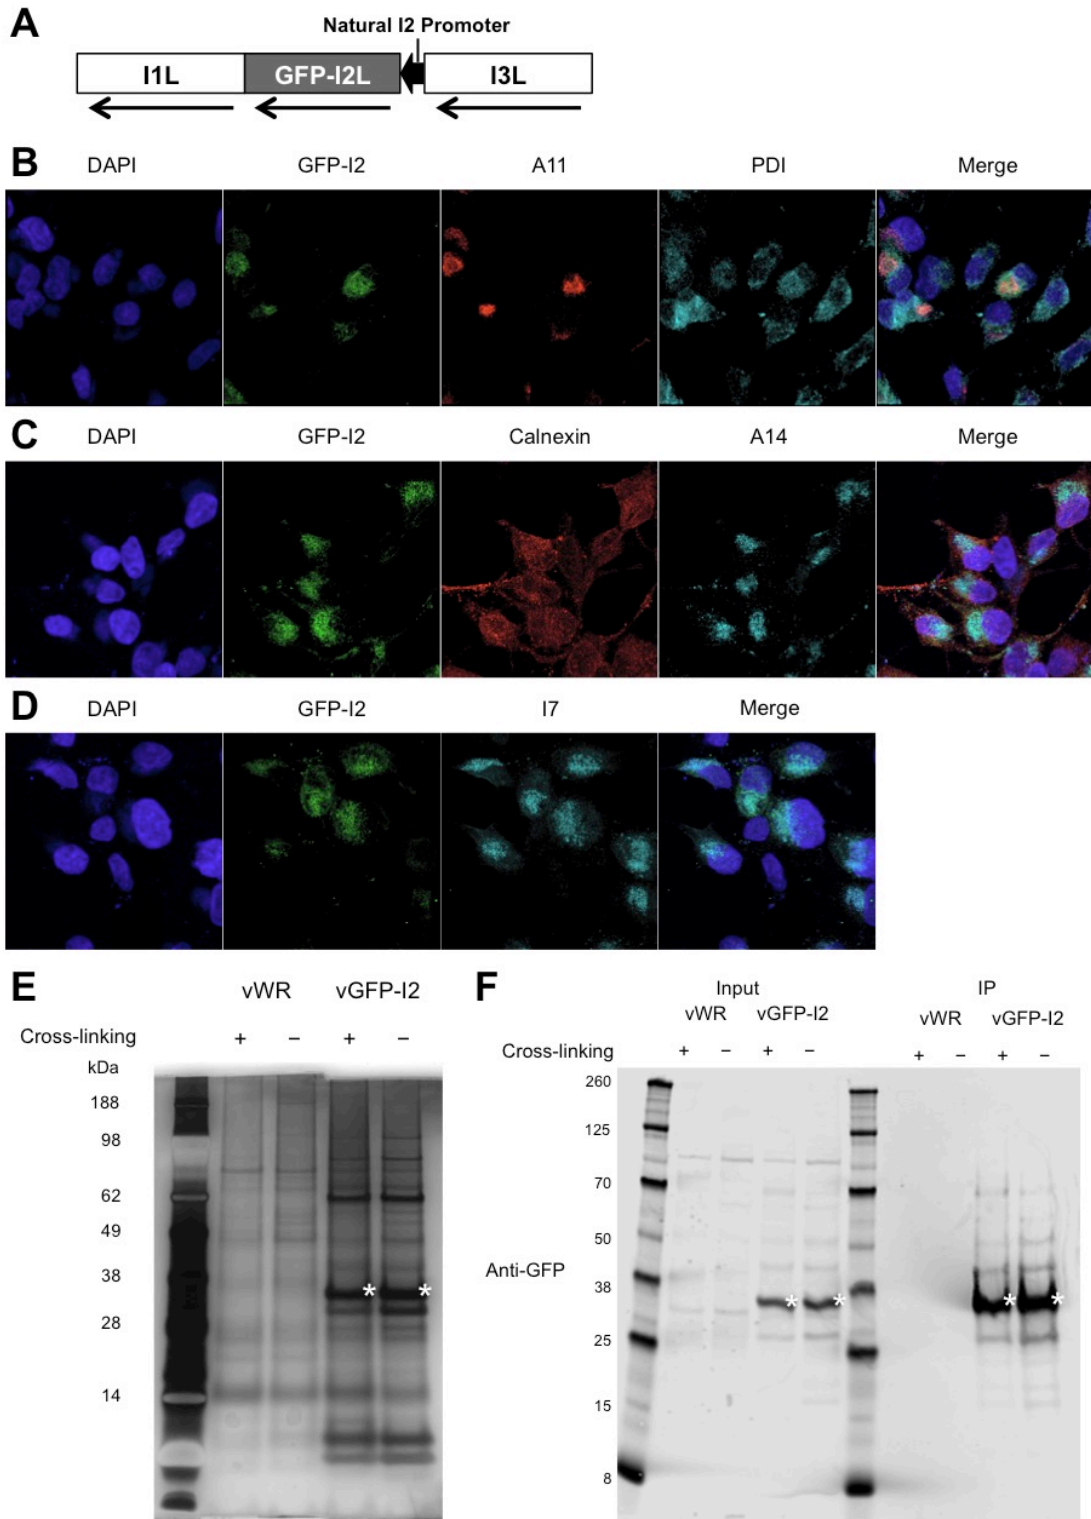 A
Natural I2 Promoter
I1L GFP-I2L I3L
B DAPI GFP-I2 A11 PDI Merge
C DAPI GFP-I2 Calnexin A14 Merge
D DAPI GFP-I2 I7 Merge
E vWR vGFP-I2
Cross-linking + – + –
kDa
188
98
62
49
38
28
14
* *
F Input IP
vWR vGFP-I2 vWR vGFP-I2
Cross-linking + – + – + – + –
260
125
70
50
Anti-GFP
38
* * * *
25
15
8